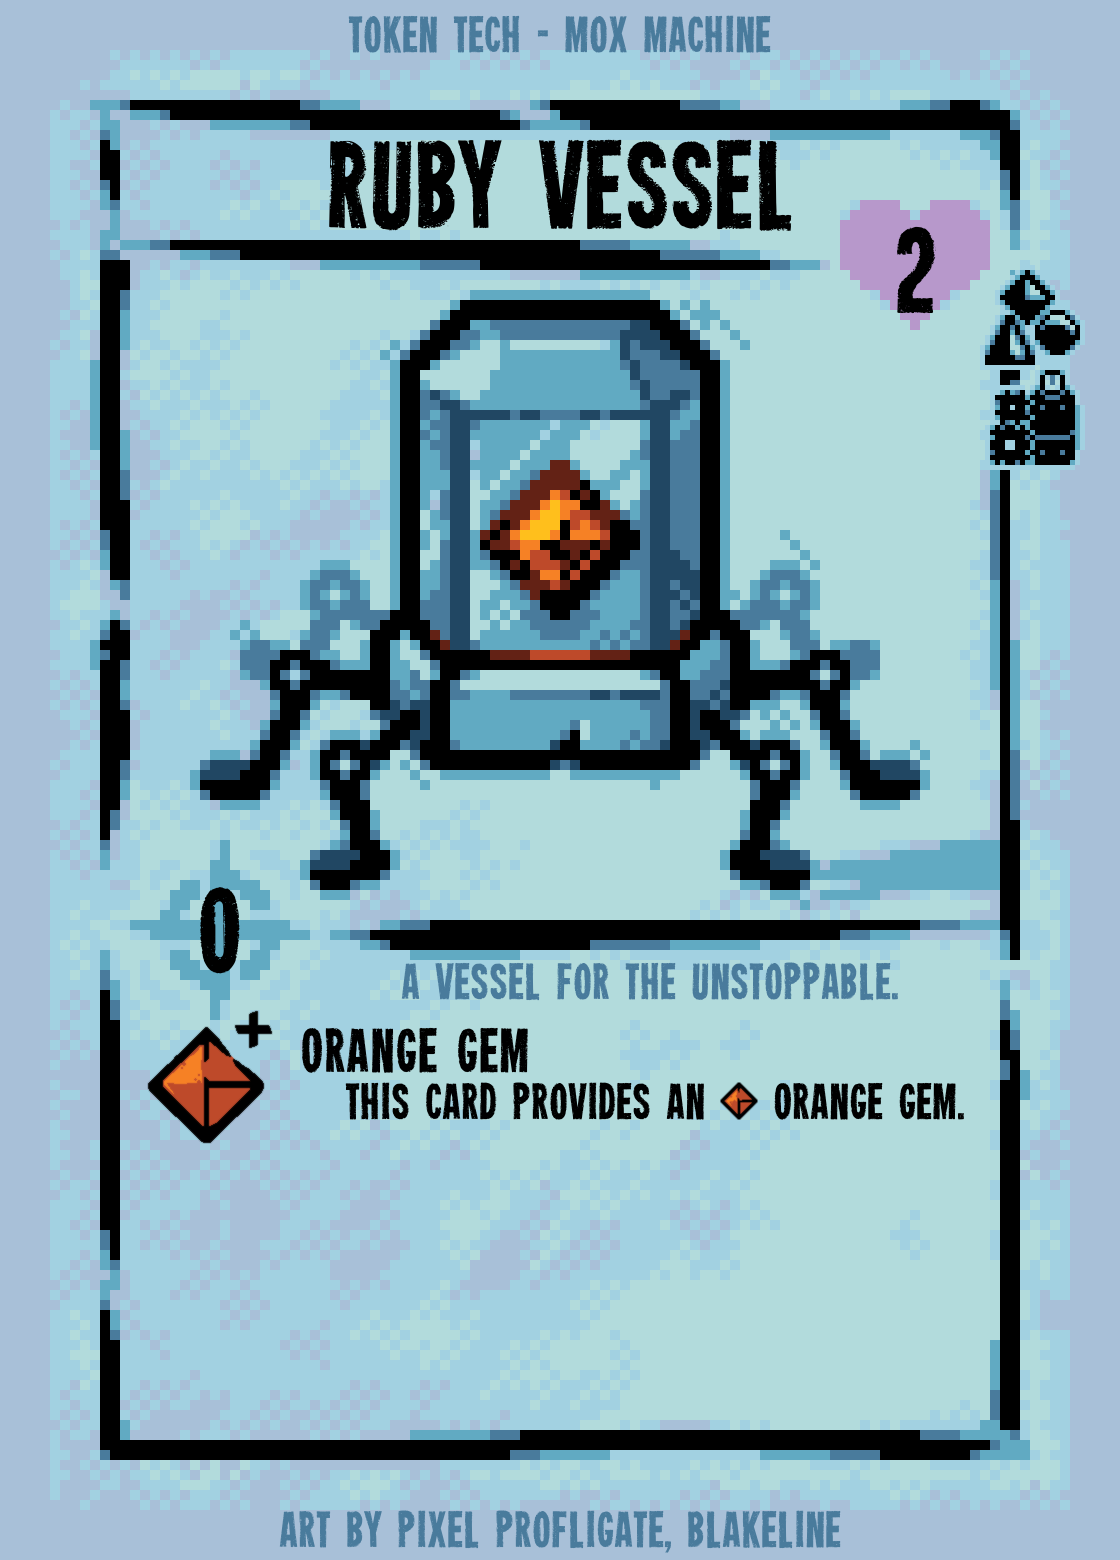 TOKEN TECH - MOX MACHINE
RUBY VESSEL
2
0
A VESSEL FOR THE UNSTOPPABLE.
ORANGE GEM
THIS CARD PROVIDES AN ORANGE GEM.
ART BY PIXEL PROFLIGATE, BLAKELINE